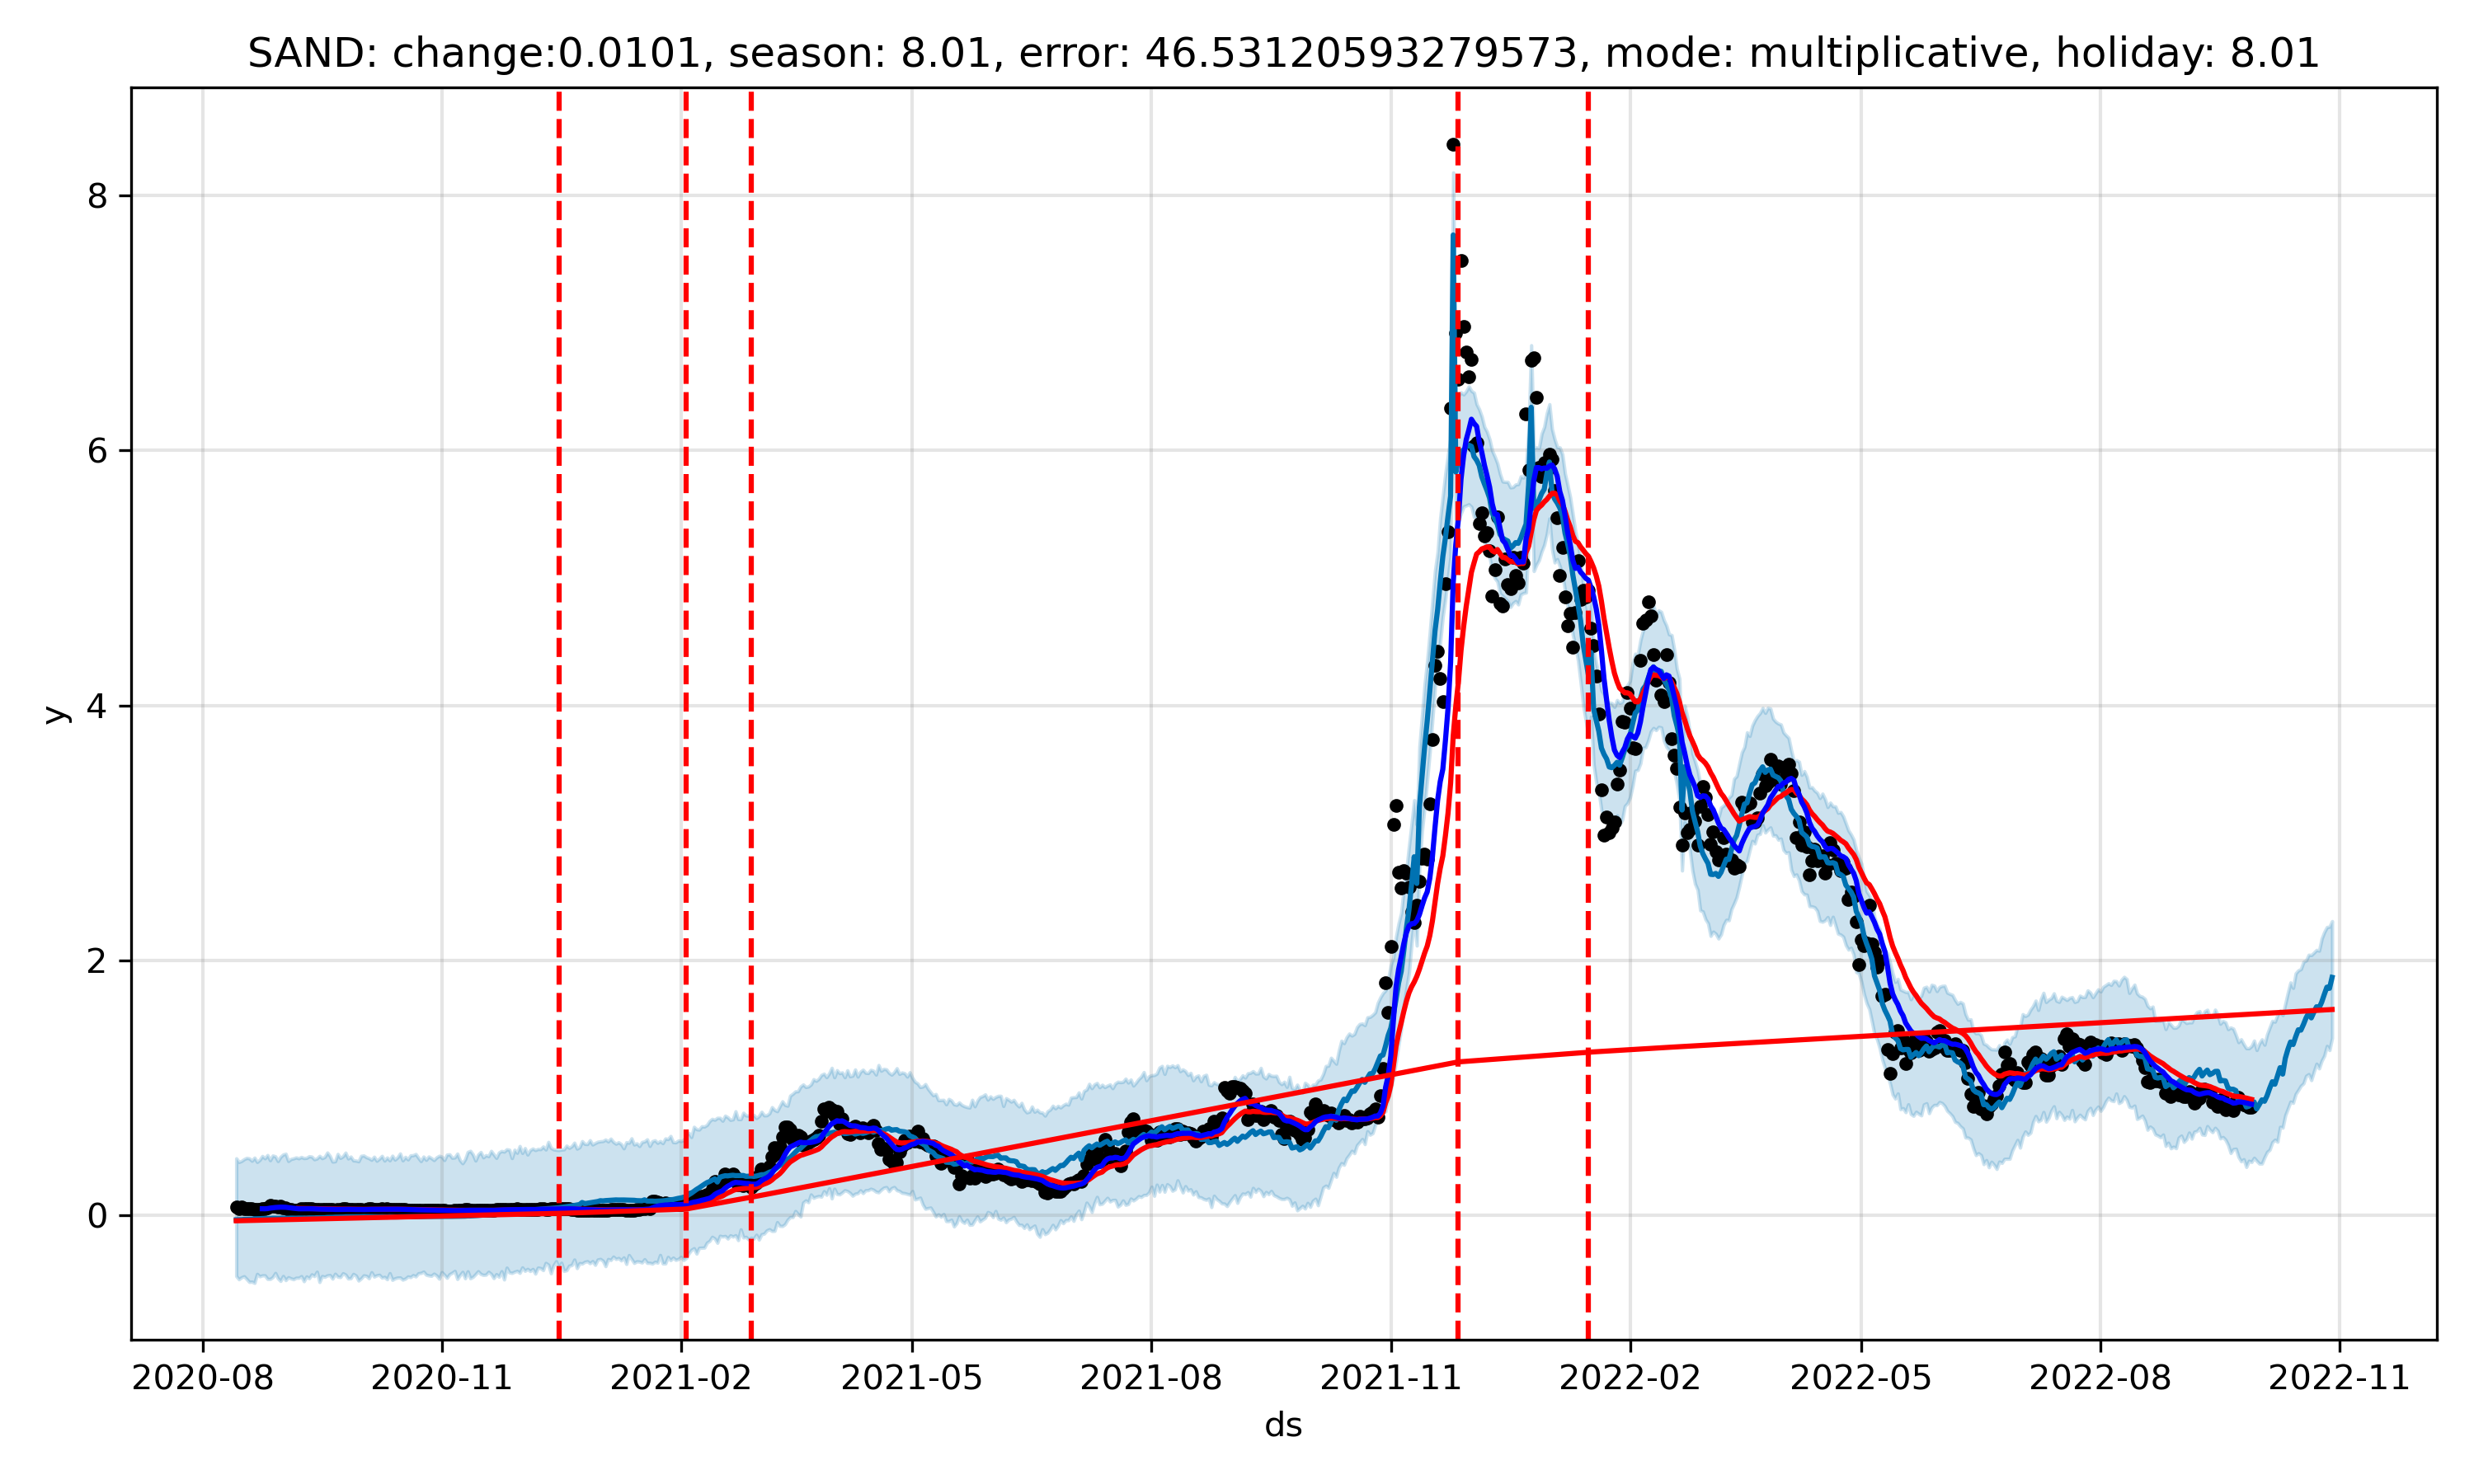 SAND: change:0.0101, season: 8.01, error: 46.53120593279573, mode: multiplicative, holiday: 8.01
8
6
4
2
0
y
2020-08 2020-11 2021-02 2021-05 2021-08 2021-11 2022-02 2022-05 2022-08 2022-11
ds